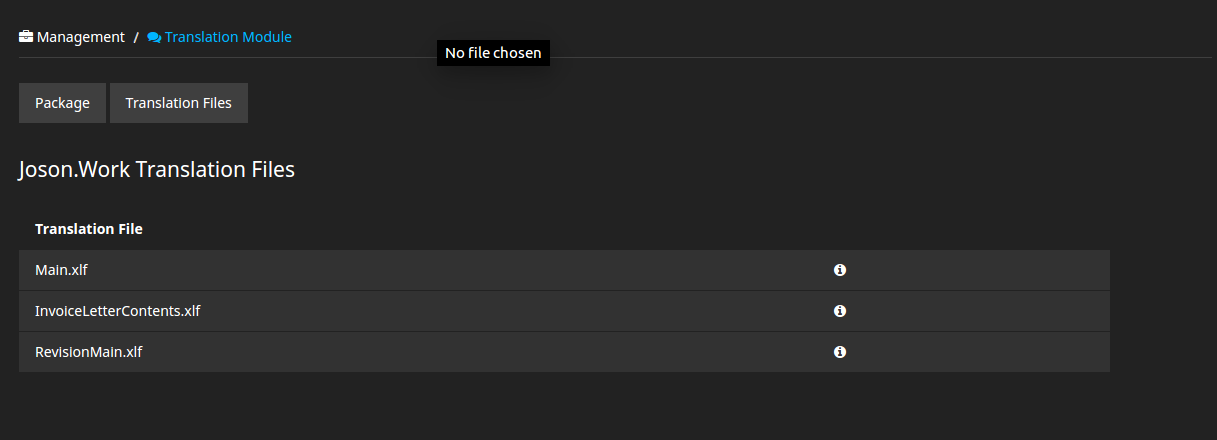 Management / Translation Module
No file chosen
Package Translation Files
Joson.Work Translation Files
Translation File
Main.xlf
InvoiceLetterContents.xlf
RevisionMain.xlf